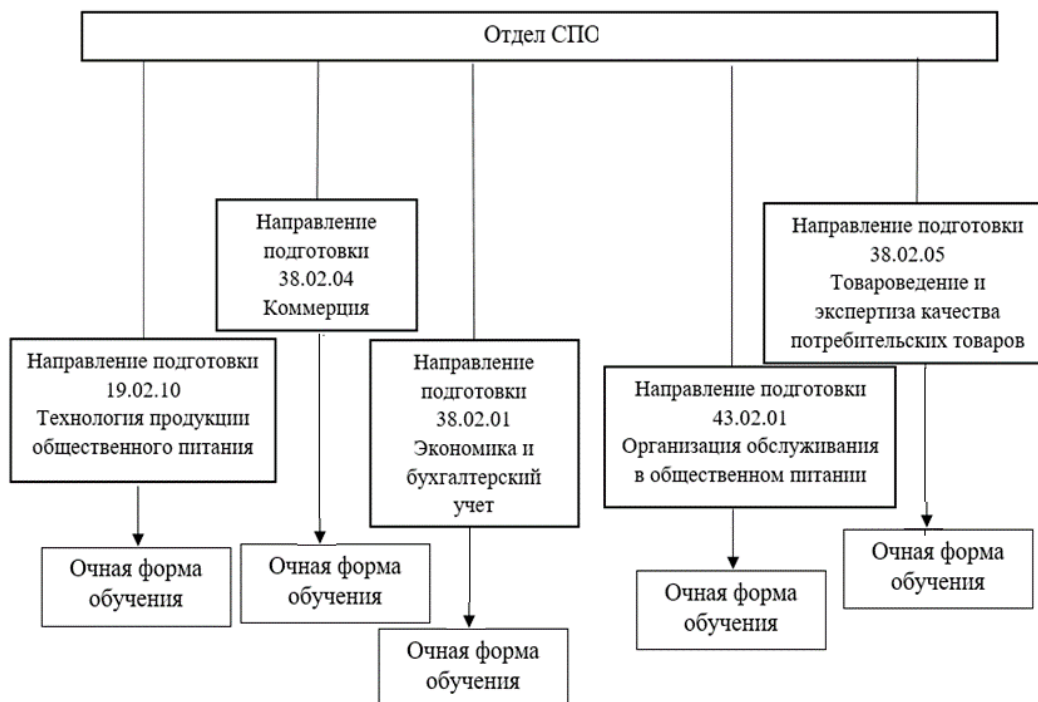 Отдел СПО
Направление
подготовки
38.02.04
Коммерция
Направление подготовки
38.02.05
Товароведение и
экспертиза качества
потребительских товаров
Направление подготовки
19.02.10
Технология продукции
общественного питания
Направление
подготовки
38.02.01
Экономика и
бухгалтерский
учет
Направление подготовки
43.02.01
Организация обслуживания
в общественном питании
Очная форма
обучения
Очная форма
обучения
Очная форма
обучения
Очная форма
обучения
Очная форма
обучения